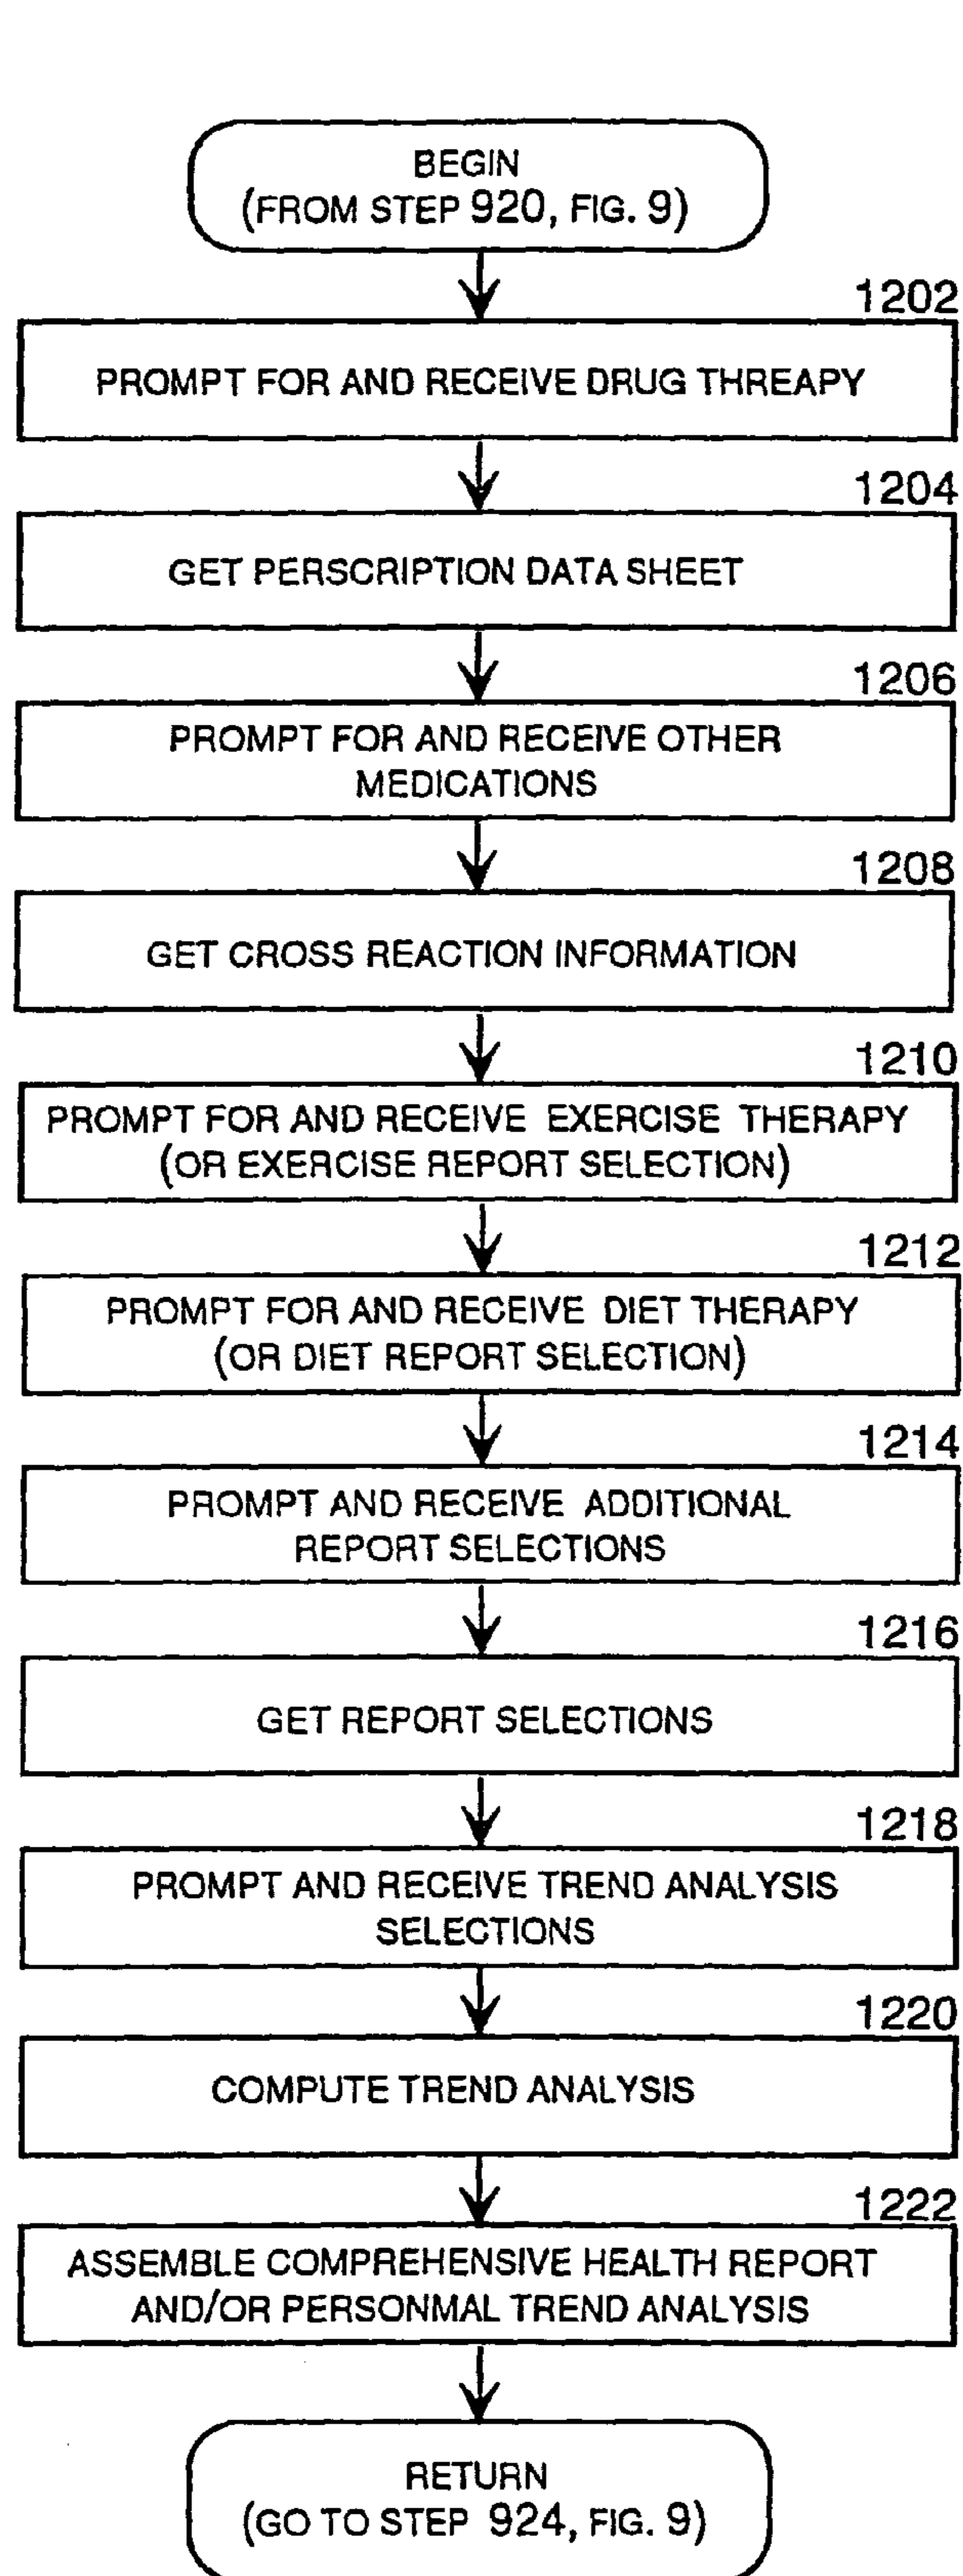 BEGIN
(FROM STEP 920, FIG. 9)
1202
PROMPT FOR AND RECEIVE DRUG THREAPY
1204
GET PERSCRIPTION DATA SHEET
1206
PROMPT FOR AND RECEIVE OTHER
MEDICATIONS
1208
GET CROSS REACTION INFORMATION
1210
PROMPT FOR AND RECEIVE EXERCISE THERAPY
(OR EXERCISE REPORT SELECTION)
1212
PROMPT FOR AND RECEIVE DIET THERAPY
(OR DIET REPORT SELECTION)
1214
PROMPT AND RECEIVE ADDITIONAL
REPORT SELECTIONS
1216
GET REPORT SELECTIONS
1218
PROMPT AND RECEIVE TREND ANALYSIS
SELECTIONS
1220
COMPUTE TREND ANALYSIS
1222
ASSEMBLE COMPREHENSIVE HEALTH REPORT
AND/OR PERSONMAL TREND ANALYSIS
RETURN
(GO TO STEP 924, FIG. 9)